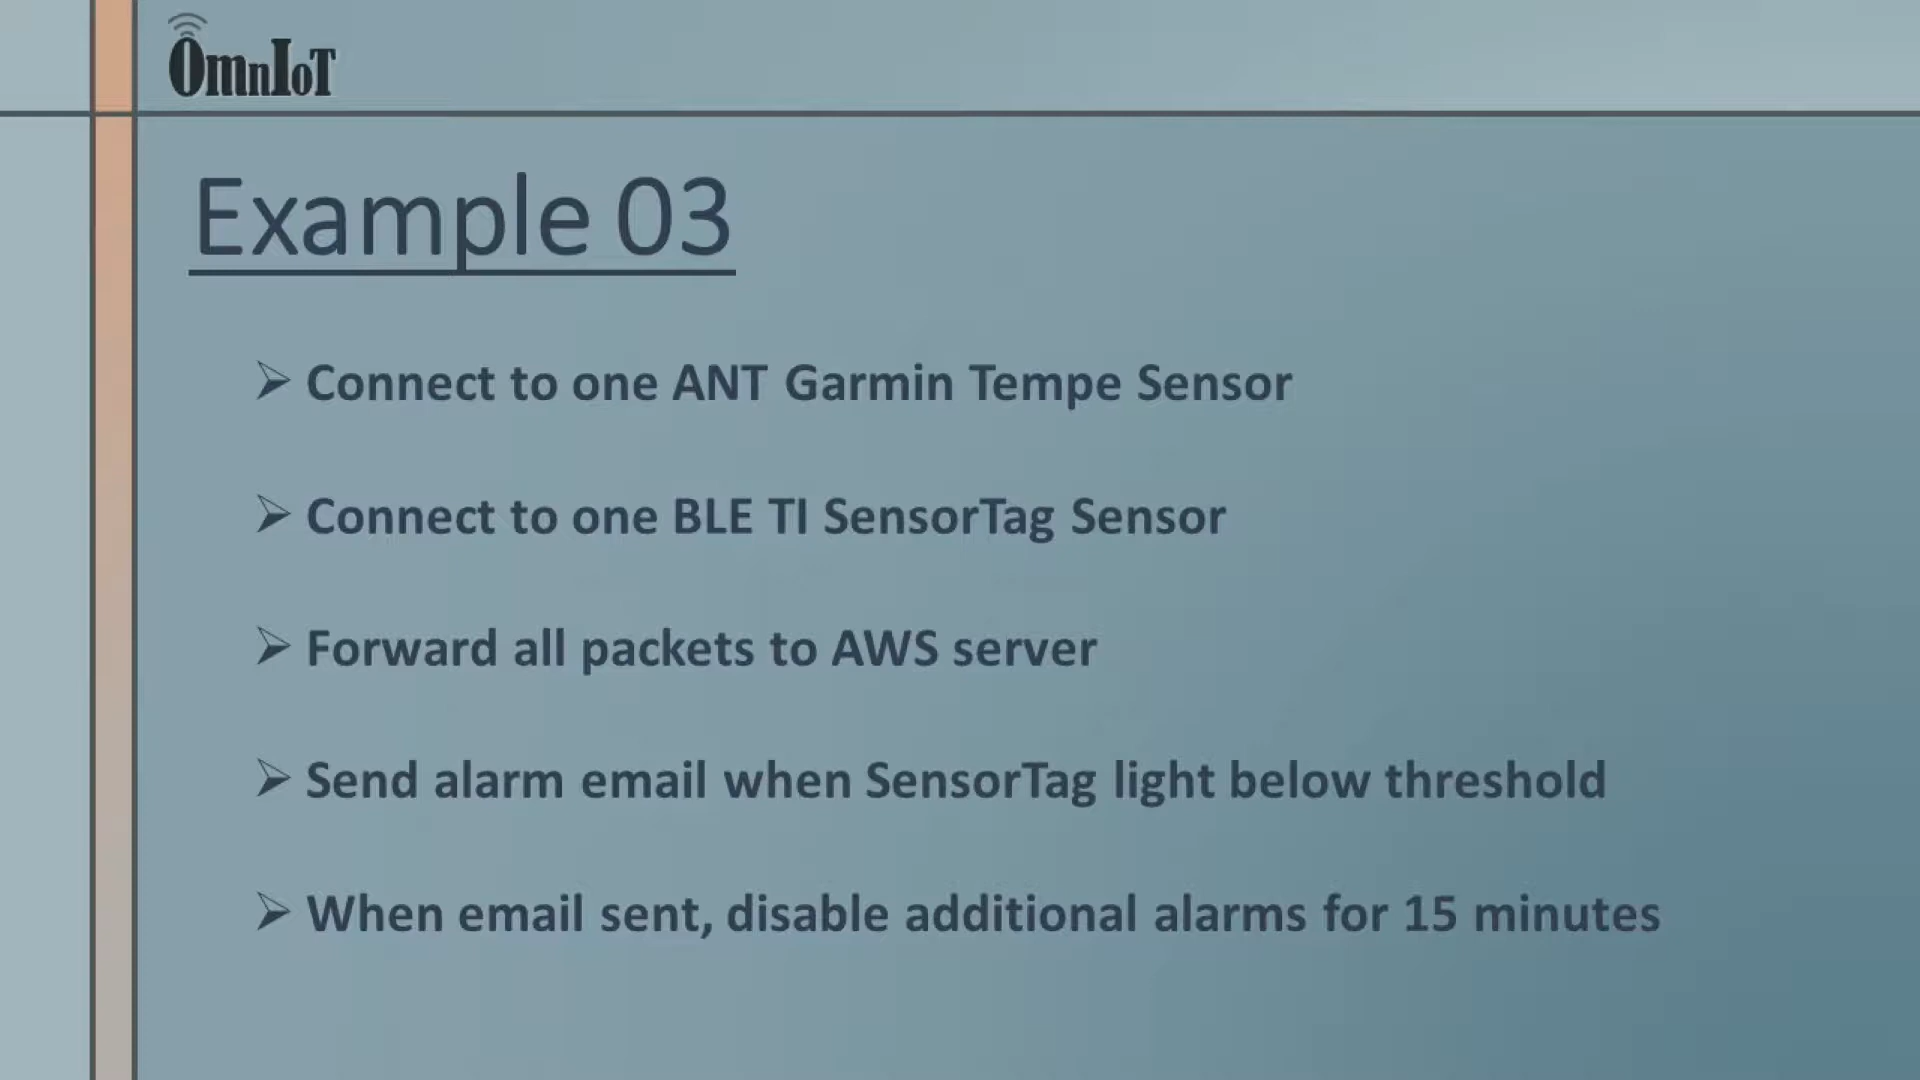 OmnIoT
Example 03
➢ Connect to one ANT Garmin Tempe Sensor
➢ Connect to one BLE TI SensorTag Sensor
➢ Forward all packets to AWS server
➢ Send alarm email when SensorTag light below threshold
➢ When email sent, disable additional alarms for 15 minutes